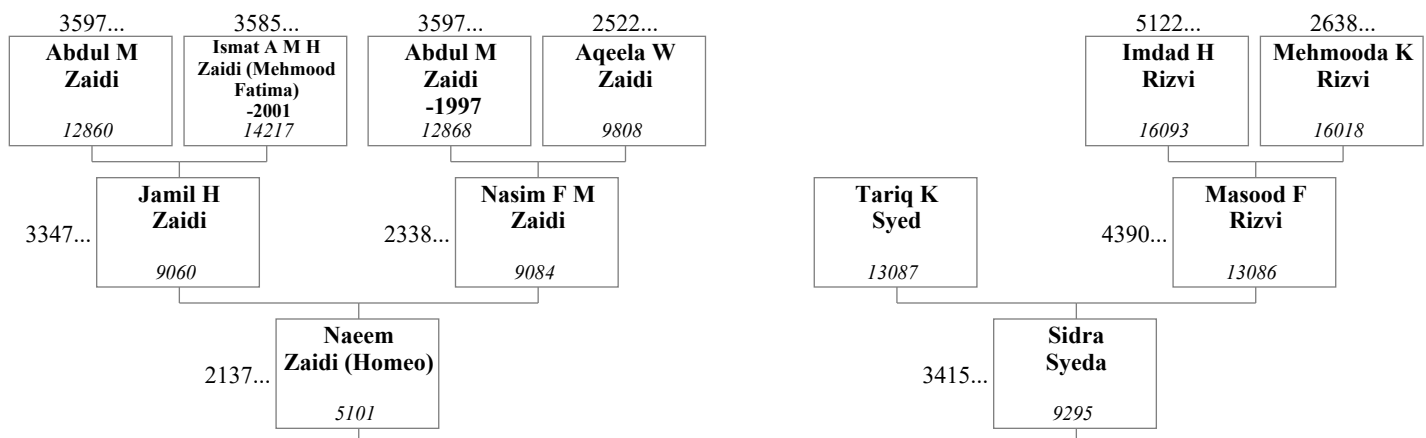 3597...
3585...
3597...
2522...
5122...
2638...
Abdul M
Zaidi
12860
Ismat A M H
Zaidi (Mehmood
Fatima)
-2001
14217
Abdul M
Zaidi
-1997
12868
Aqeela W
Zaidi
9808
Imdad H
Rizvi
16093
Mehmooda K
Rizvi
16018
3347...
Jamil H
Zaidi
9060
2338...
Nasim F M
Zaidi
9084
Tariq K
Syed
13087
4390...
Masood F
Rizvi
13086
2137...
Naeem
Zaidi (Homeo)
5101
3415...
Sidra
Syeda
9295